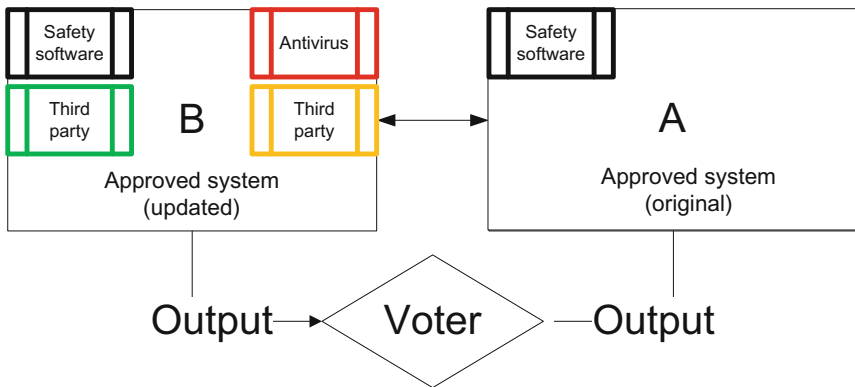 Safety
software
Antivirus
Third
party
B
Third
party
Approved system
(updated)
Safety
software
A
Approved system
(original)
Output
Voter
Output